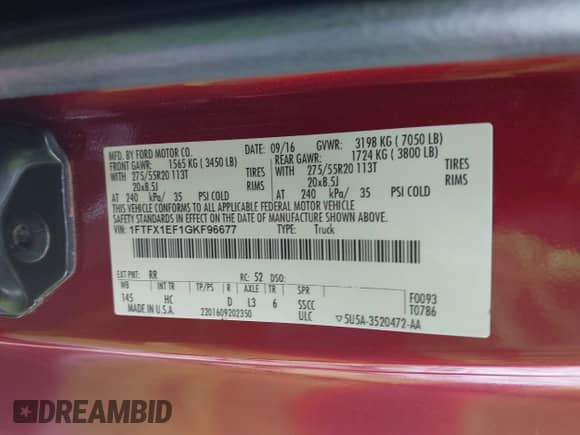 MFD. BY FORD MOTOR CO. DATE: 09/16 GVWR: 3198 KG ( 7050 LB)
FRONT GAWR: 1565 KG ( 3450 LB) REAR GAWR: 1724 KG ( 3800 LB)
WITH 275/55R20 113T TIRES WITH 275/55R20 113T TIRES
20x8.5J RIMS 20x8.5J RIMS
AT 240 kPa/ 35 PSI COLD AT 240 kPa/ 35 PSI COLD
THIS VEHICLE CONFORMS TO ALL APPLICABLE FEDERAL MOTOR VEHICLE
SAFETY STANDARDS IN EFFECT ON THE DATE OF MANUFACTURE SHOWN ABOVE.
VIN: 1FTFX1EF1GKF96677 TYPE: Truck
EXT PNT: RR RC: 52 DSO:
WB INT TR TP/PS R AXLE TR SPR
145 HC D L3 6 SSCC F0093
MADE IN U.S.A. 2201609202350 ULC T0786
▽5U5A-3520472-AA
DREAMBID